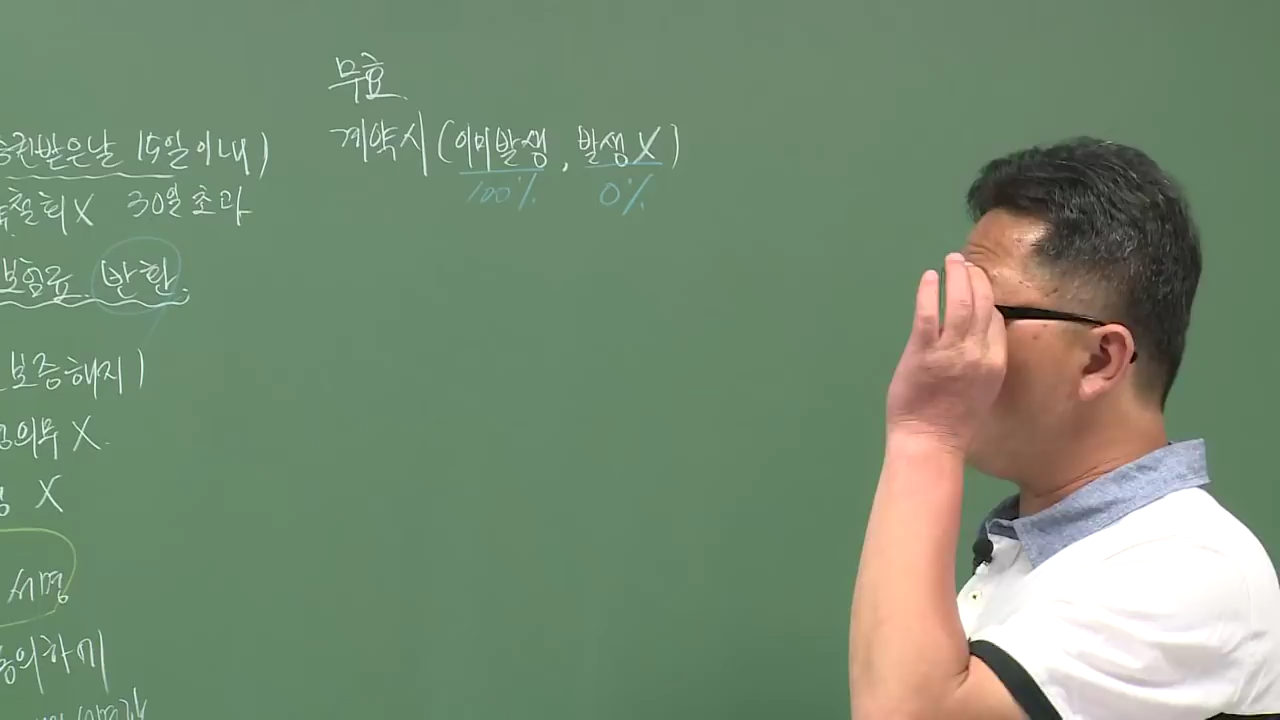 무효.
계약시 (이미발생, 발생 X)
100% 0%
증권받은날 15일 이내)
철회 X 30일 초과
보험료 반환.
보증해지)
의무 X.
X
서명
동의하에